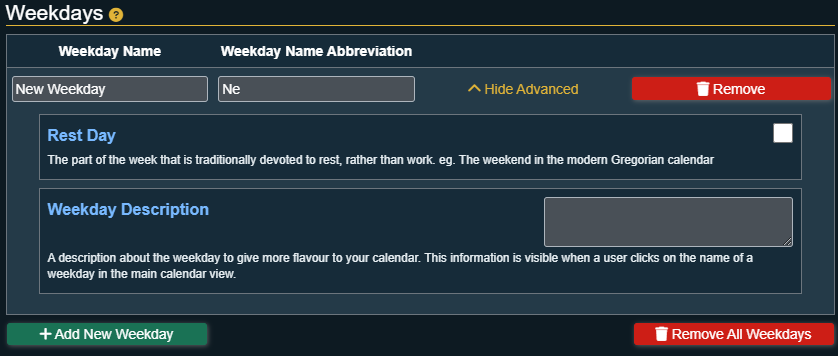 Weekdays ?
Weekday Name Weekday Name Abbreviation
New Weekday Ne Hide Advanced Remove
Rest Day
The part of the week that is traditionally devoted to rest, rather than work. eg. The weekend in the modern Gregorian calendar
Weekday Description
A description about the weekday to give more flavour to your calendar. This information is visible when a user clicks on the name of a
weekday in the main calendar view.
+ Add New Weekday Remove All Weekdays